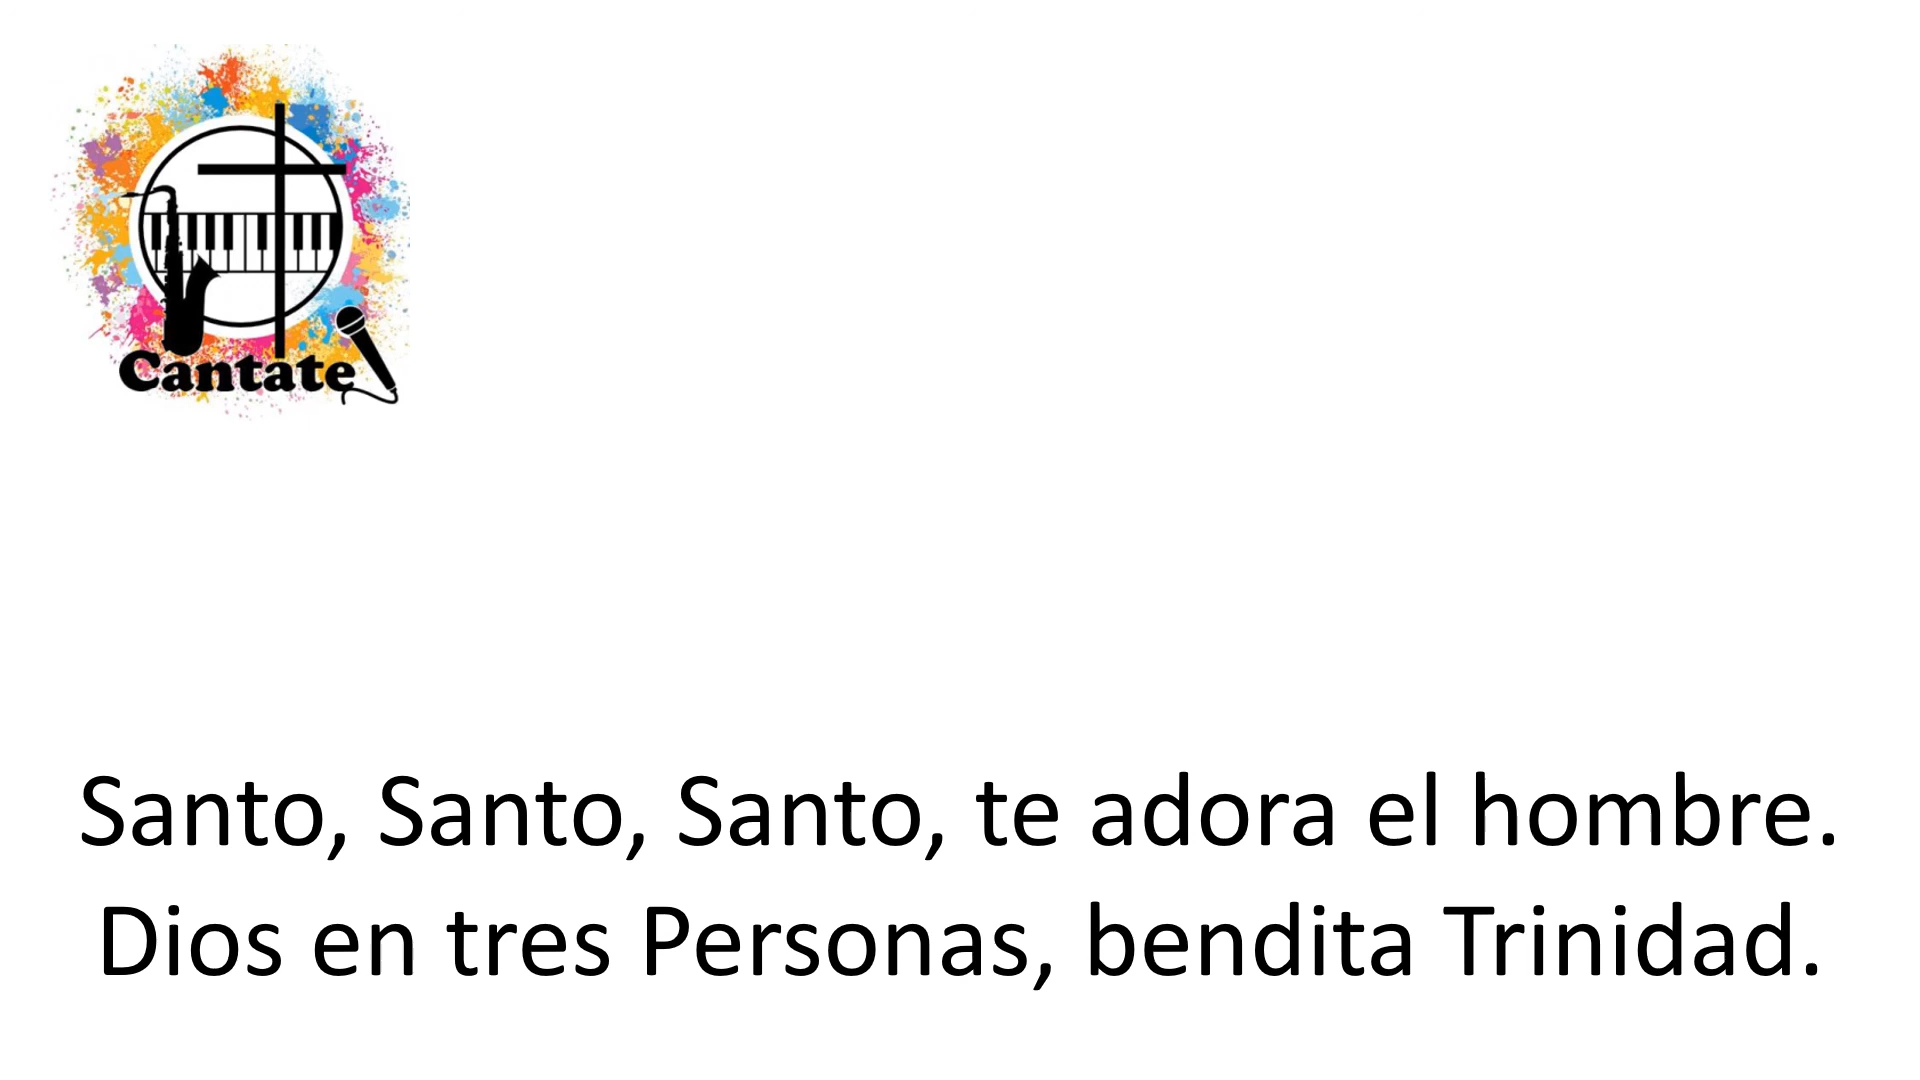 Cantate
Santo, Santo, Santo, te adora el hombre.
Dios en tres Personas, bendita Trinidad.